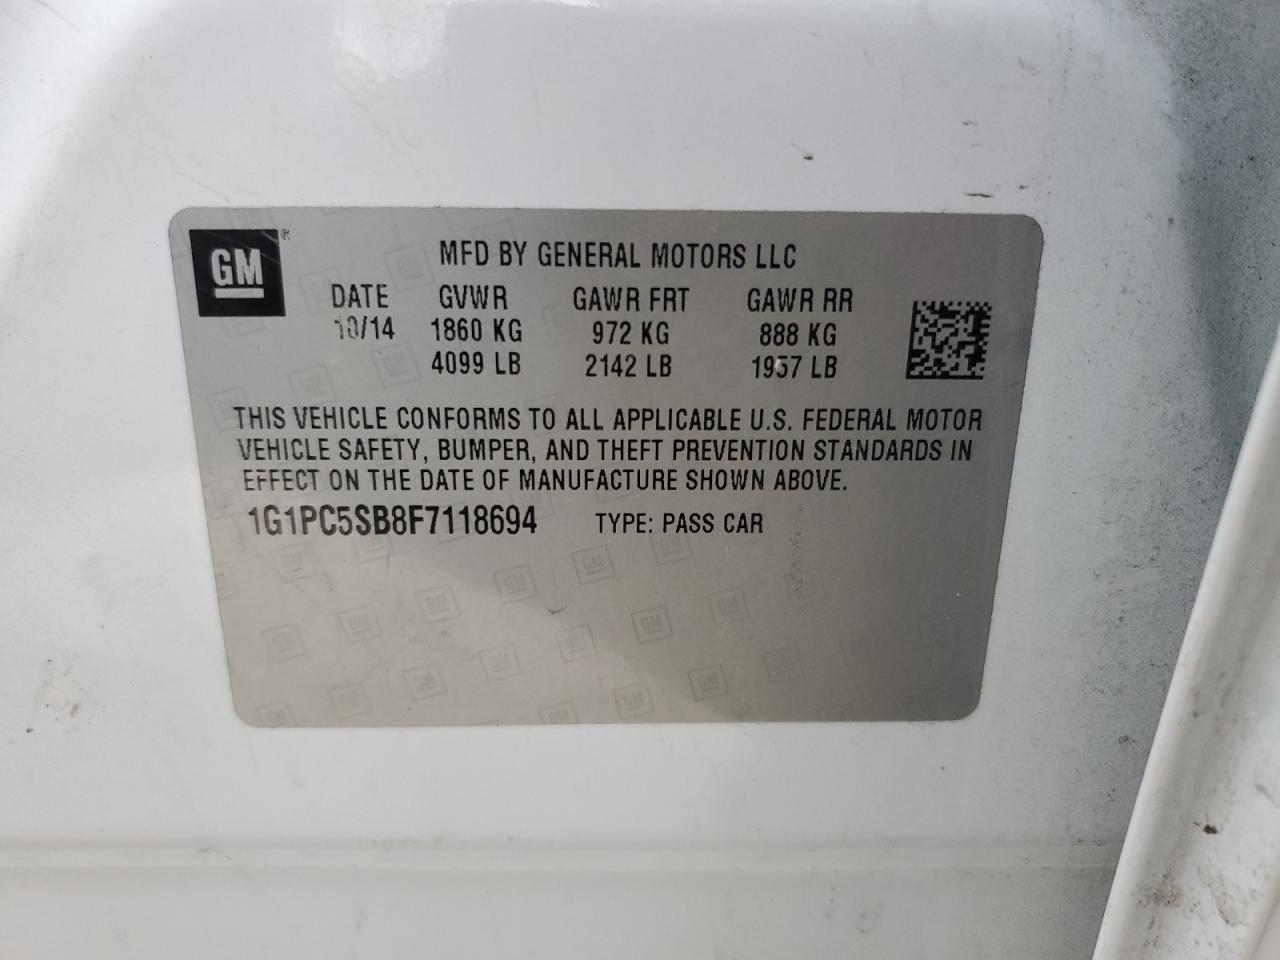 GM®
MFD BY GENERAL MOTORS LLC
DATE GVWR GAWR FRT GAWR RR
10/14 1860 KG 972 KG 888 KG
4099 LB 2142 LB 1957 LB
THIS VEHICLE CONFORMS TO ALL APPLICABLE U.S. FEDERAL MOTOR
VEHICLE SAFETY, BUMPER, AND THEFT PREVENTION STANDARDS IN
EFFECT ON THE DATE OF MANUFACTURE SHOWN ABOVE.
1G1PC5SB8F7118694 TYPE: PASS CAR